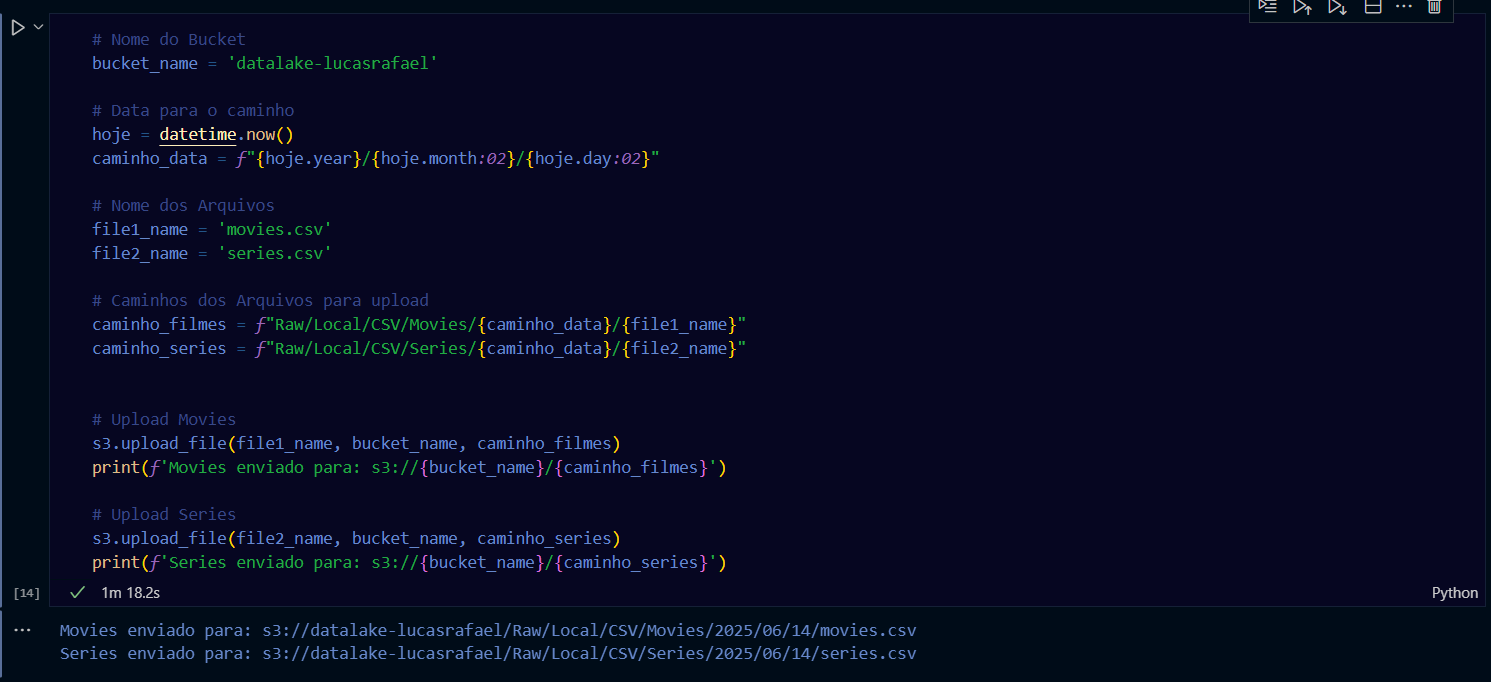 # Nome do Bucket
bucket_name = 'datalake-lucasrafael'
# Data para o caminho
hoje = datetime.now()
caminho_data = f"{hoje.year}/{hoje.month:02}/{hoje.day:02}"
# Nome dos Arquivos
file1_name = 'movies.csv'
file2_name = 'series.csv'
# Caminhos dos Arquivos para upload
caminho_filmes = f"Raw/Local/CSV/Movies/{caminho_data}/{file1_name}"
caminho_series = f"Raw/Local/CSV/Series/{caminho_data}/{file2_name}"
# Upload Movies
s3.upload_file(file1_name, bucket_name, caminho_filmes)
print(f'Movies enviado para: s3://{bucket_name}/{caminho_filmes}')
# Upload Series
s3.upload_file(file2_name, bucket_name, caminho_series)
print(f'Series enviado para: s3://{bucket_name}/{caminho_series}')
[14] 1m 18.2s Python
Movies enviado para: s3://datalake-lucasrafael/Raw/Local/CSV/Movies/2025/06/14/movies.csv
Series enviado para: s3://datalake-lucasrafael/Raw/Local/CSV/Series/2025/06/14/series.csv